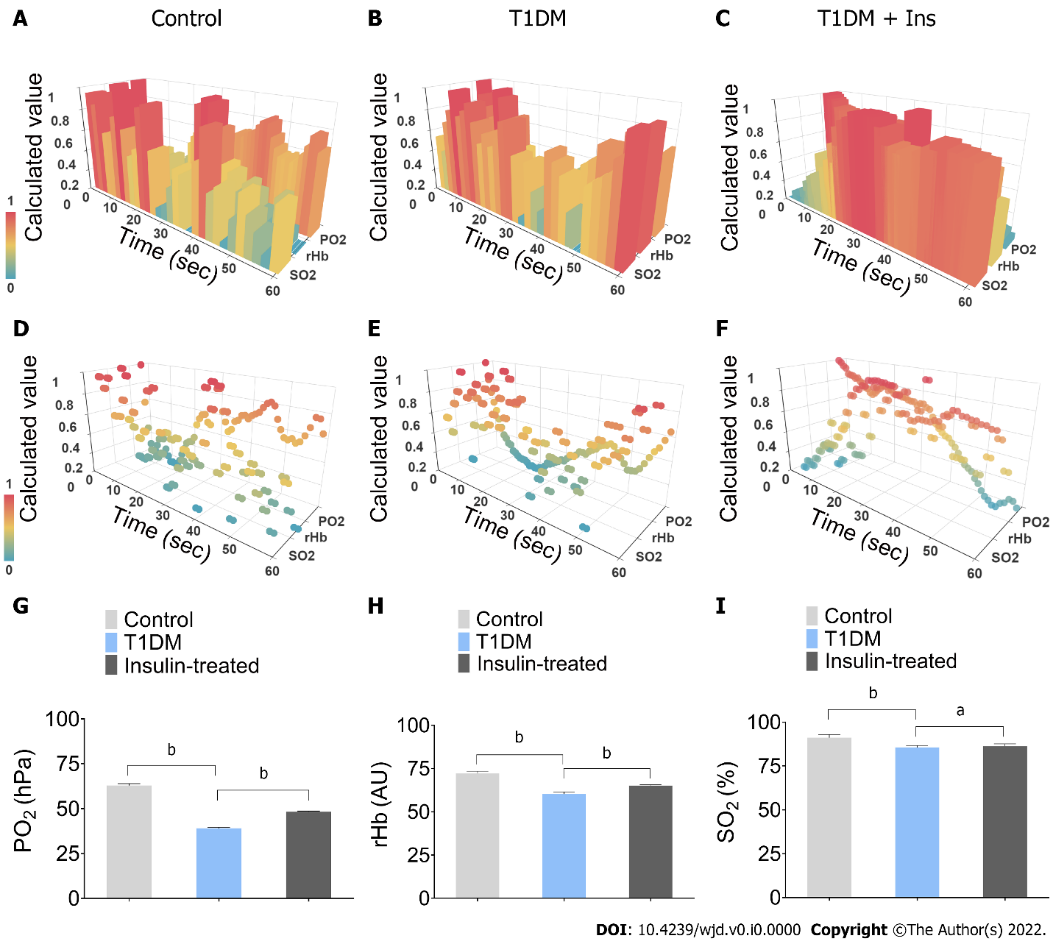 A Control B T1DM C T1DM + Ins
Calculated value
1
0.8
0.6
0.4
0.2
0
0
10
20
30
40
50
60
Time (sec)
PO2
rHb
SO2
1
0
Calculated value
1
0.8
0.6
0.4
0.2
0
0
10
20
30
40
50
60
Time (sec)
PO2
rHb
SO2
Calculated value
1
0.8
0.6
0.4
0.2
0
0
10
20
30
40
50
60
Time (sec)
PO2
rHb
SO2
D E F
Calculated value
1
0.8
0.6
0.4
0.2
0
10
20
30
40
50
60
Time (sec)
PO2
rHb
SO2
1
0
Calculated value
1
0.8
0.6
0.4
0.2
0
10
20
30
40
50
60
Time (sec)
PO2
rHb
SO2
Calculated value
1
0.8
0.6
0.4
0.2
0
10
20
30
40
50
60
Time (sec)
PO2
rHb
SO2
G
Control
T1DM
Insulin-treated
PO₂ (hPa)
100
75
50
25
0
b
b
H
Control
T1DM
Insulin-treated
rHb (AU)
100
75
50
25
0
b
b
I
Control
T1DM
Insulin-treated
SO₂ (%)
100
75
50
25
0
b
a
DOI: 10.4239/wjd.v0.i0.0000 Copyright ©The Author(s) 2022.